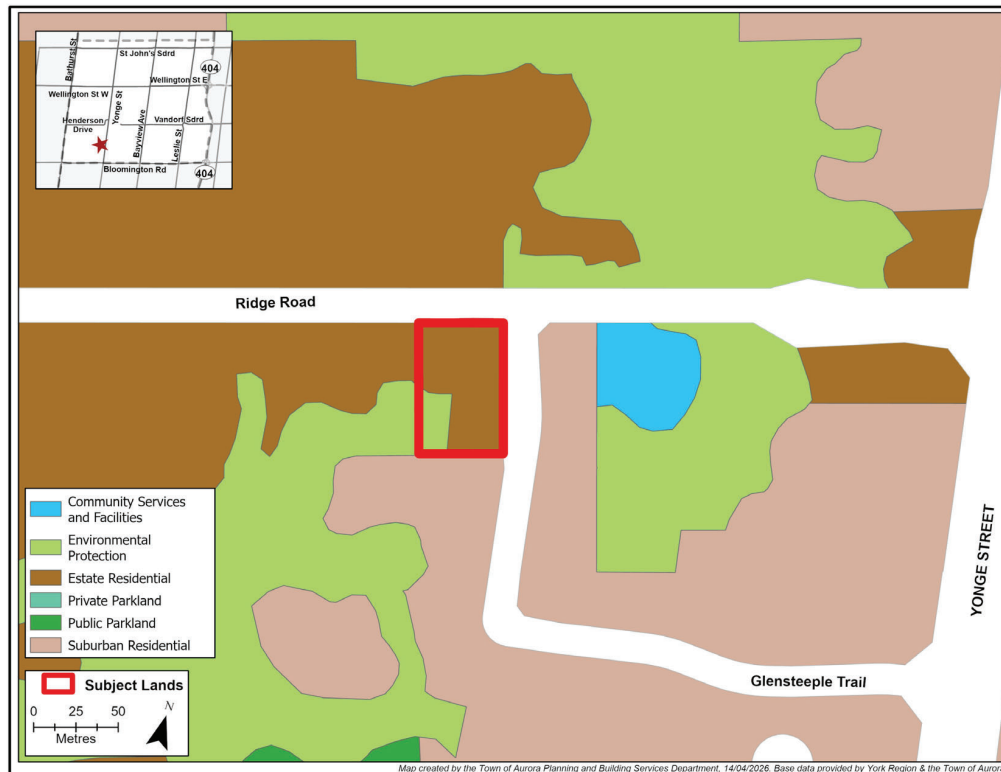 St John's Sdrd
404
Bathurst St
Wellington St E
Wellington St W
Yonge St
Henderson
Drive
Vandorf Sdrd
Bayview Ave
Leslie St
Bloomington Rd
404
Ridge Road
YONGE STREET
Glensteeple Trail
Community Services
and Facilities
Environmental
Protection
Estate Residential
Private Parkland
Public Parkland
Suburban Residential
Subject Lands
0 25 50
Metres
N
Map created by the Town of Aurora Planning and Building Services Department, 14/04/2026. Base data provided by York Region & the Town of Aurora